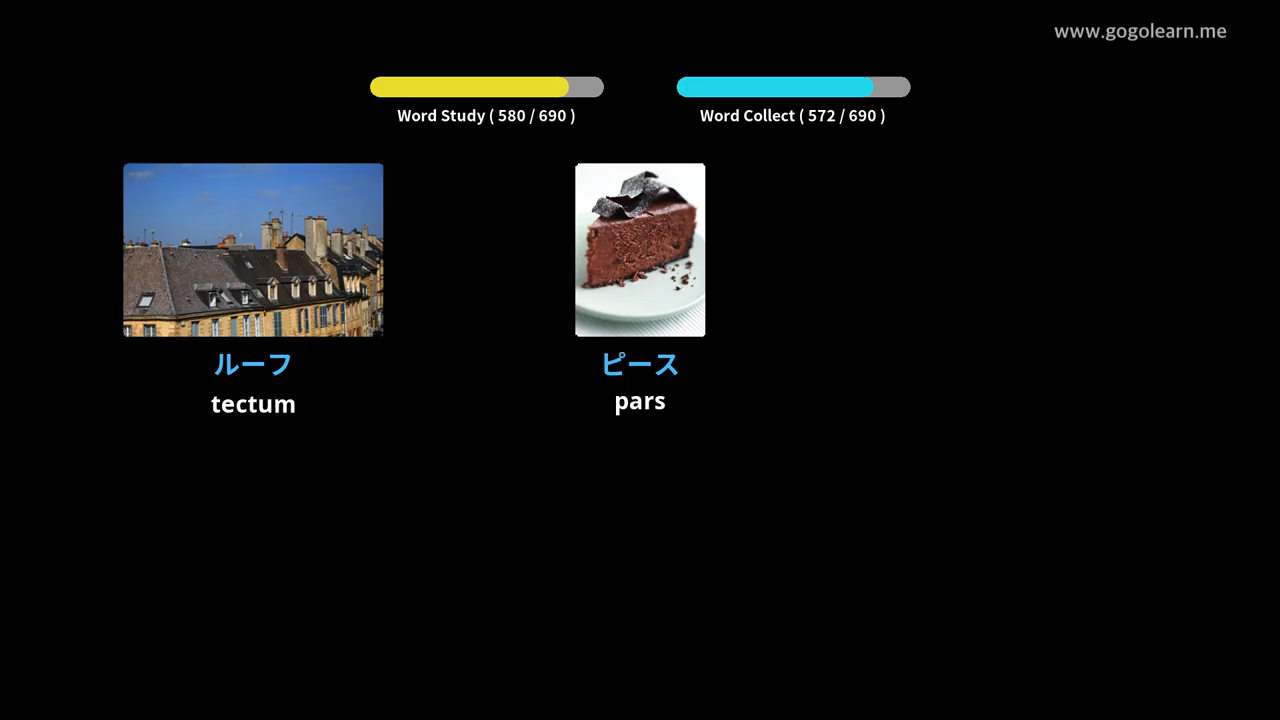 www.gogolearn.me
Word Study ( 580 / 690 )
Word Collect ( 572 / 690 )
ルーフ
tectum
ピース
pars